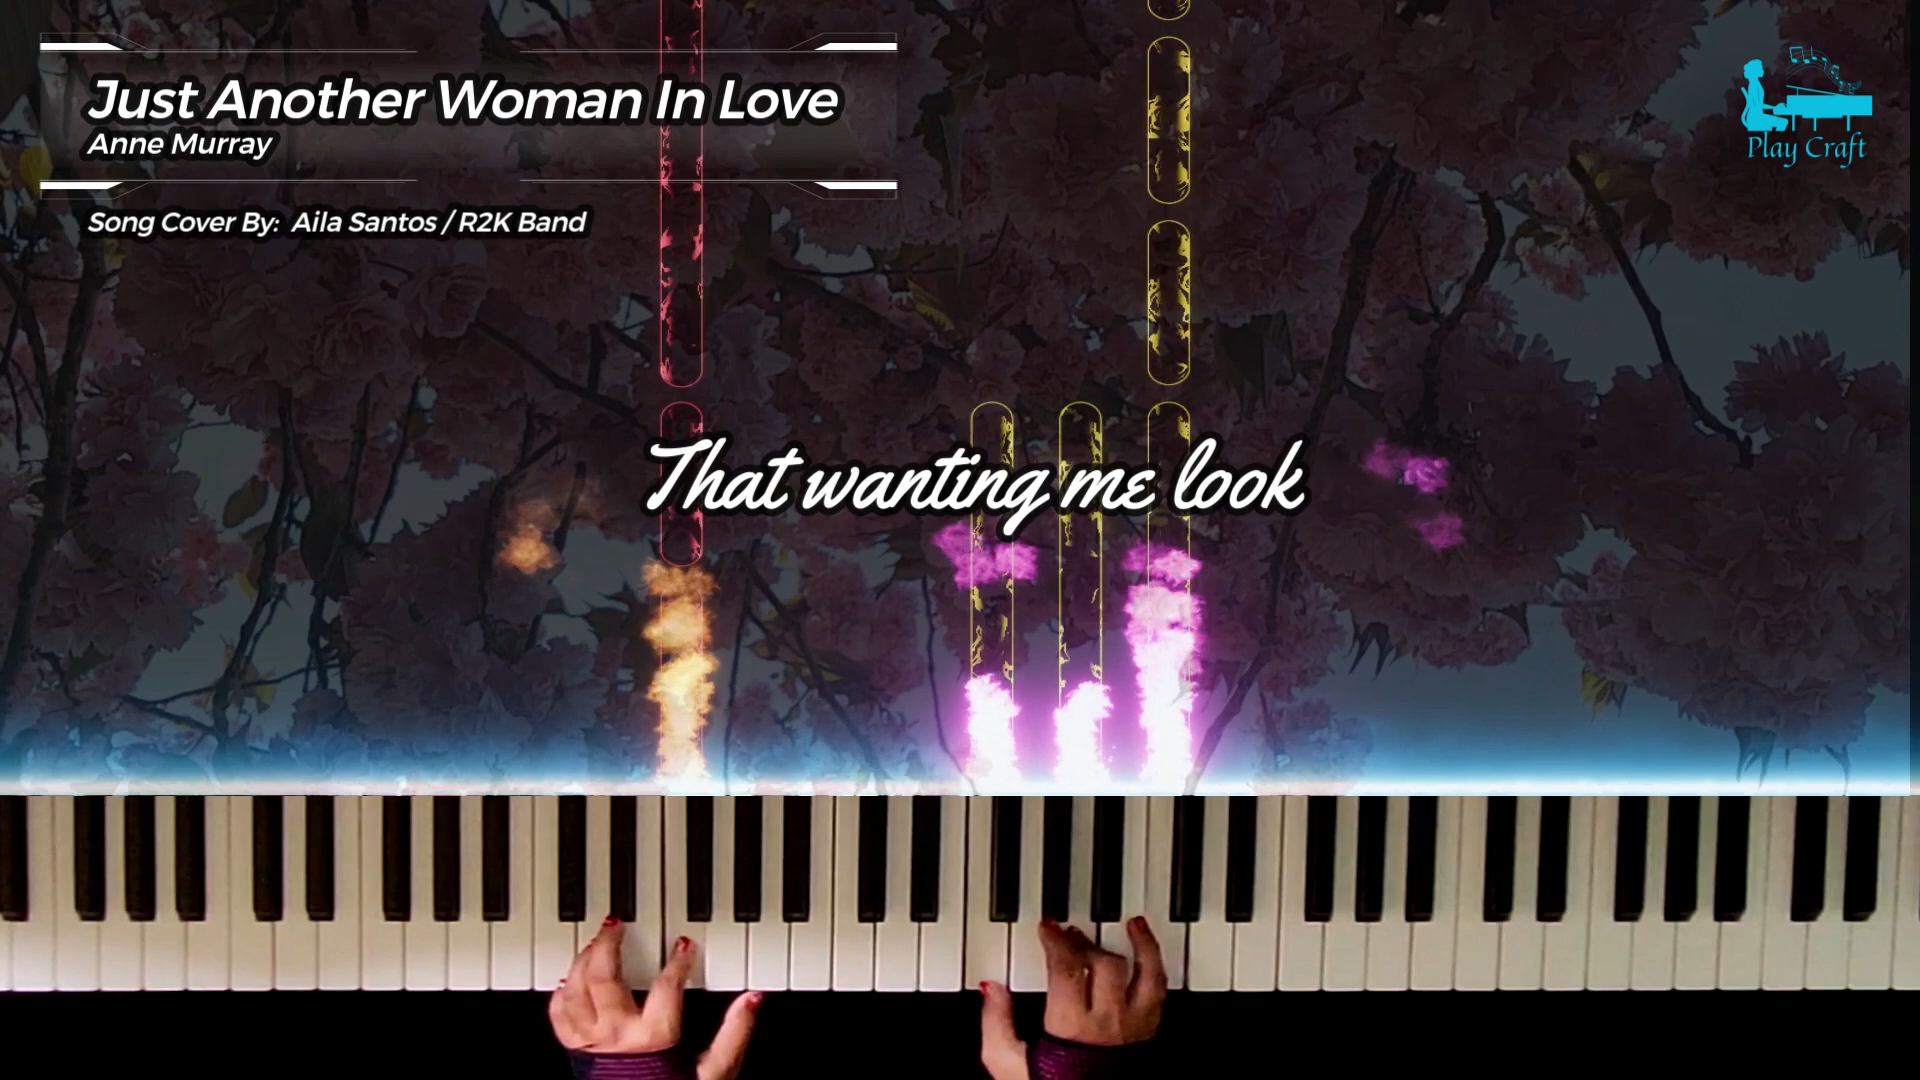 Just Another Woman In Love
Anne Murray
Song Cover By: Aila Santos / R2K Band
Play Craft
That wanting me look